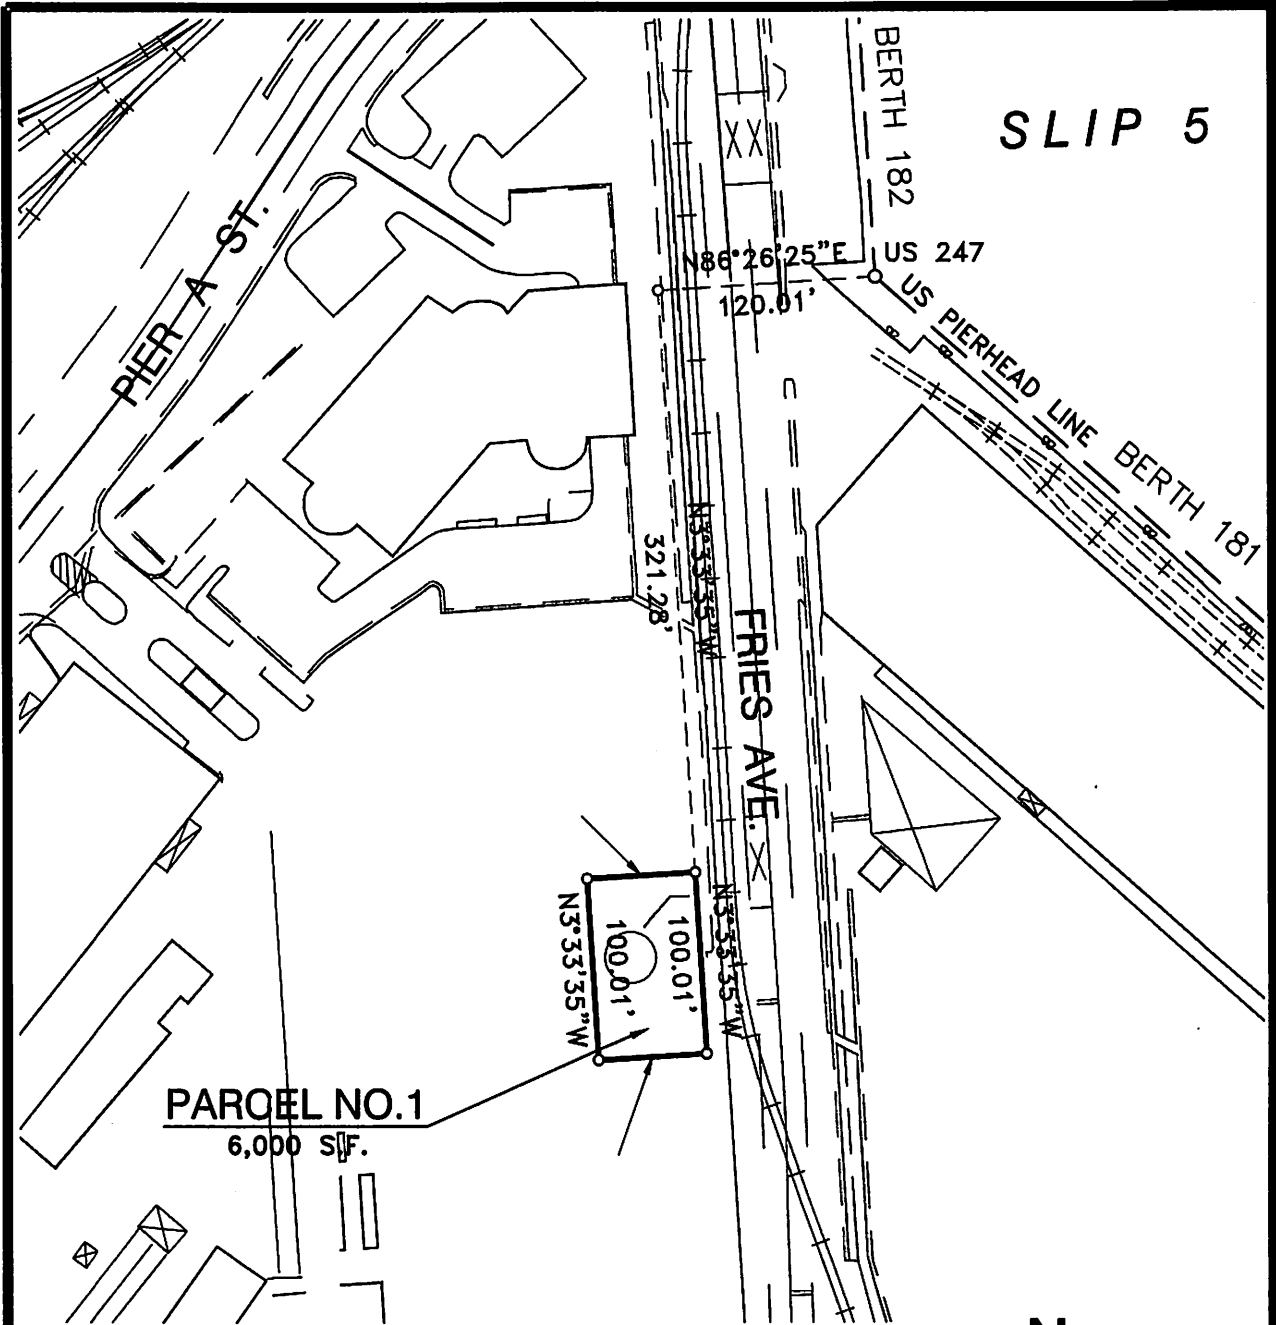 BERTH 182
SLIP 5
PIER A ST.
N86°26'25"E
120.01'
US 247
US PIERHEAD LINE
BERTH 181
321.28'
N3°33'35"W
FRIES AVE.
N3°33'35"W
100.01'
100.01'
N3°33'35"W
PARCEL NO.1
6,000 S.F.
N